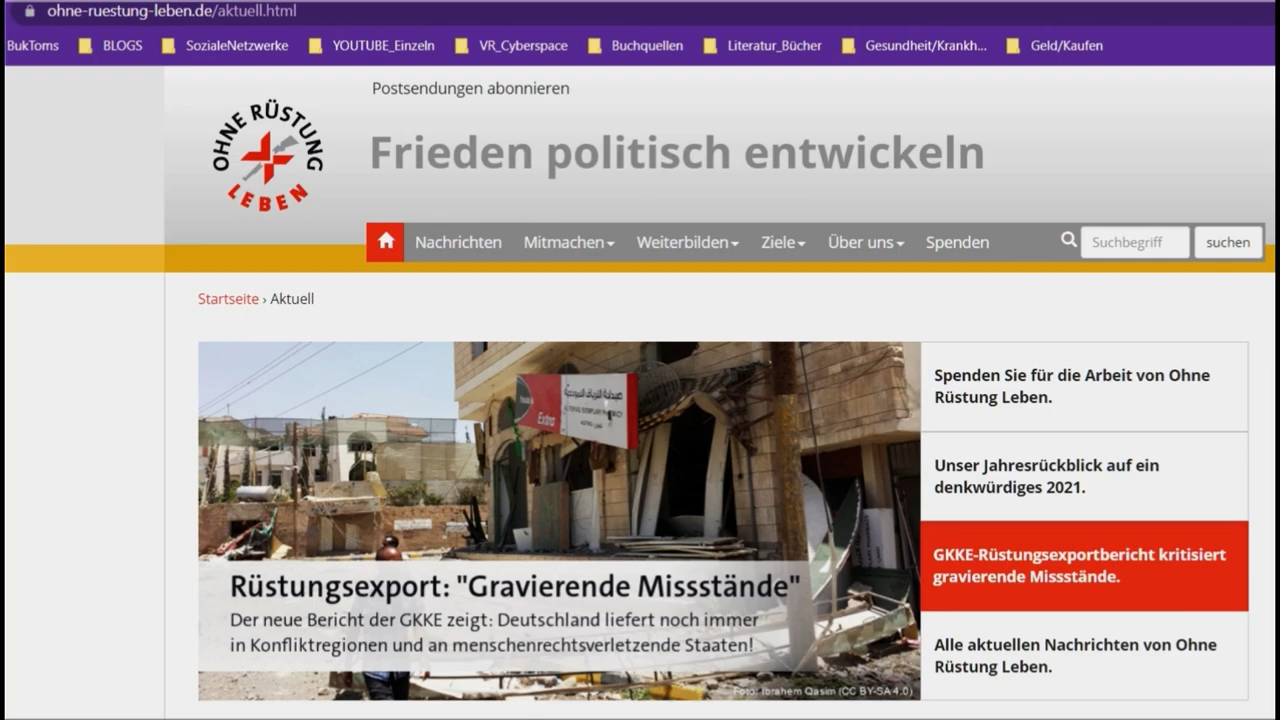 ohne-ruestung-leben.de/aktuell.html
BukToms BLOGS SozialeNetzwerke YOUTUBE_Einzeln VR_Cyberspace Buchquellen Literatur_Bücher Gesundheit/Krankh... Geld/Kaufen
Postsendungen abonnieren
OHNE RÜSTUNG
LEBEN
Frieden politisch entwickeln
Nachrichten Mitmachen Weiterbilden Ziele Über uns Spenden Suchbegriff suchen
Startseite › Aktuell
Extra
Rüstungsexport: "Gravierende Missstände"
Der neue Bericht der GKKE zeigt: Deutschland liefert noch immer
in Konfliktregionen und an menschenrechtsverletzende Staaten!
Foto: Ibrahem Qasim (CC BY-SA 4.0)
Spenden Sie für die Arbeit von Ohne
Rüstung Leben.
Unser Jahresrückblick auf ein
denkwürdiges 2021.
GKKE-Rüstungsexportbericht kritisiert
gravierende Missstände.
Alle aktuellen Nachrichten von Ohne
Rüstung Leben.